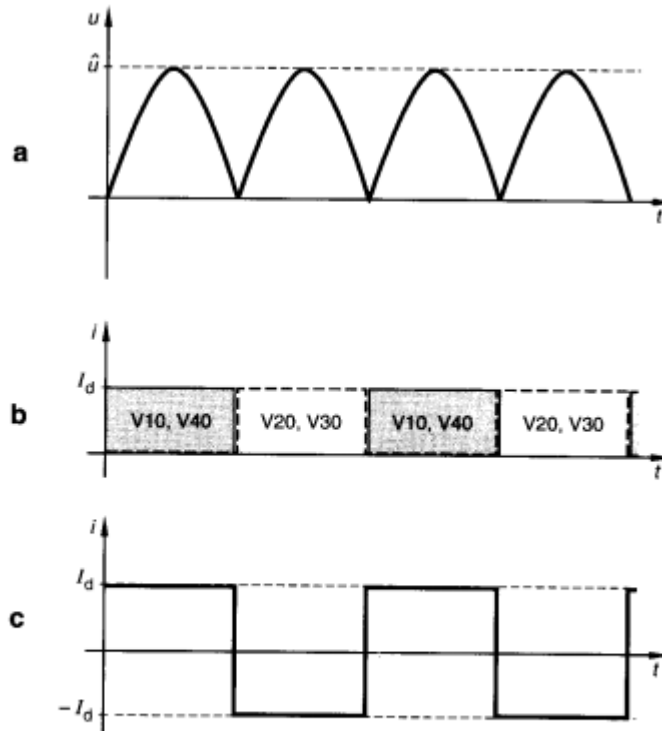 u
û
a
t
i
I_d
b
V10, V40
V20, V30
V10, V40
V20, V30
t
i
I_d
c
t
−I_d